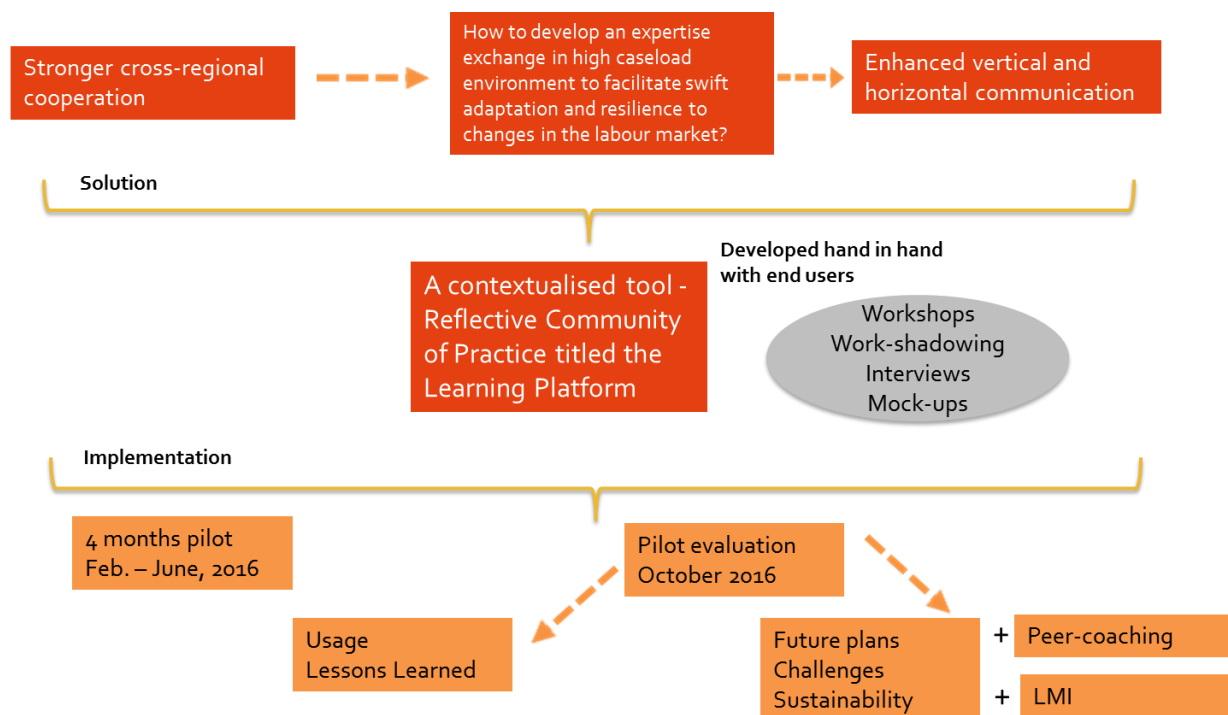 Stronger cross-regional
cooperation
How to develop an expertise
exchange in high caseload
environment to facilitate swift
adaptation and resilience to
changes in the labour market?
Enhanced vertical and
horizontal communication
Solution
Developed hand in hand
with end users
A contextualised tool -
Reflective Community
of Practice titled the
Learning Platform
Workshops
Work-shadowing
Interviews
Mock-ups
Implementation
4 months pilot
Feb. – June, 2016
Pilot evaluation
October 2016
Usage
Lessons Learned
Future plans
Challenges
Sustainability
+ Peer-coaching
+ LMI